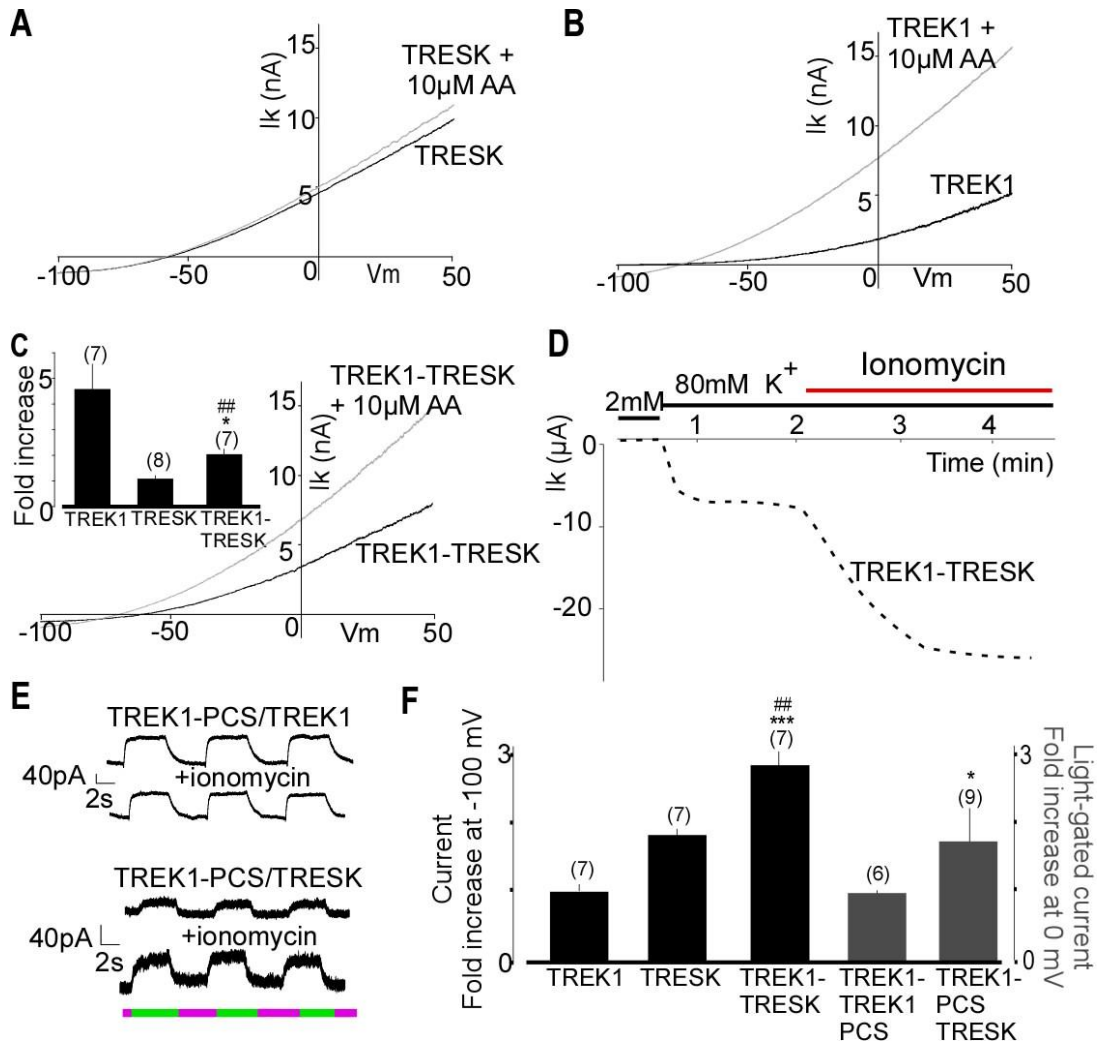 A
15
Ik (nA)
TRESK +
10µM AA
10
TRESK
5
-100
-50
0
Vm
50
B
15
Ik (nA)
TREK1 +
10µM AA
10
TREK1
5
-100
-50
0
Vm
50
C
Fold increase
5
0
(7)
(8)
##
*
(7)
TREK1
TRESK
TREK1-
TRESK
TREK1-TRESK
+ 10µM AA
15
Ik (nA)
10
5
TREK1-TRESK
-100
-50
0
Vm
50
D
Ionomycin
80mM K+
2mM
1
2
3
4
Time (min)
Ik (µA)
0
-10
-20
TREK1-TRESK
E
TREK1-PCS/TREK1
40pA
2s
+ionomycin
TREK1-PCS/TRESK
40pA
2s
+ionomycin
F
Current
Fold increase at -100 mV
3
0
(7)
(7)
##
***
(7)
(6)
*
(9)
3
0
Light-gated current
Fold increase at 0 mV
TREK1
TRESK
TREK1-
TRESK
TREK1-
TREK1
PCS
TREK1-
PCS
TRESK